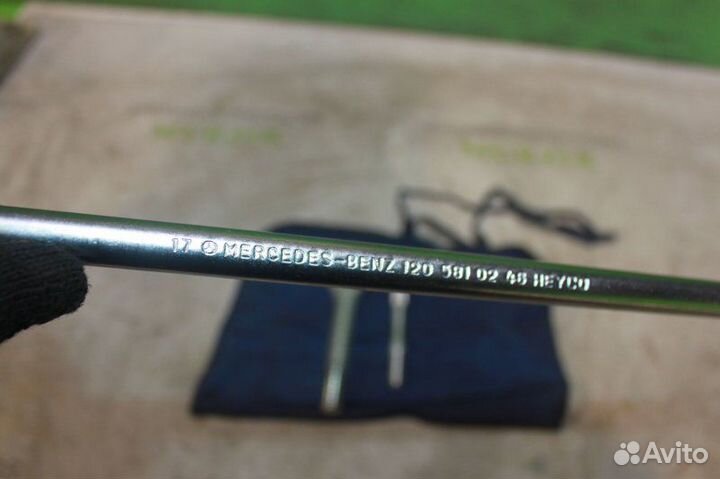 17 MERCEDES-BENZ 120 581 02 46 HEYCO
Avito